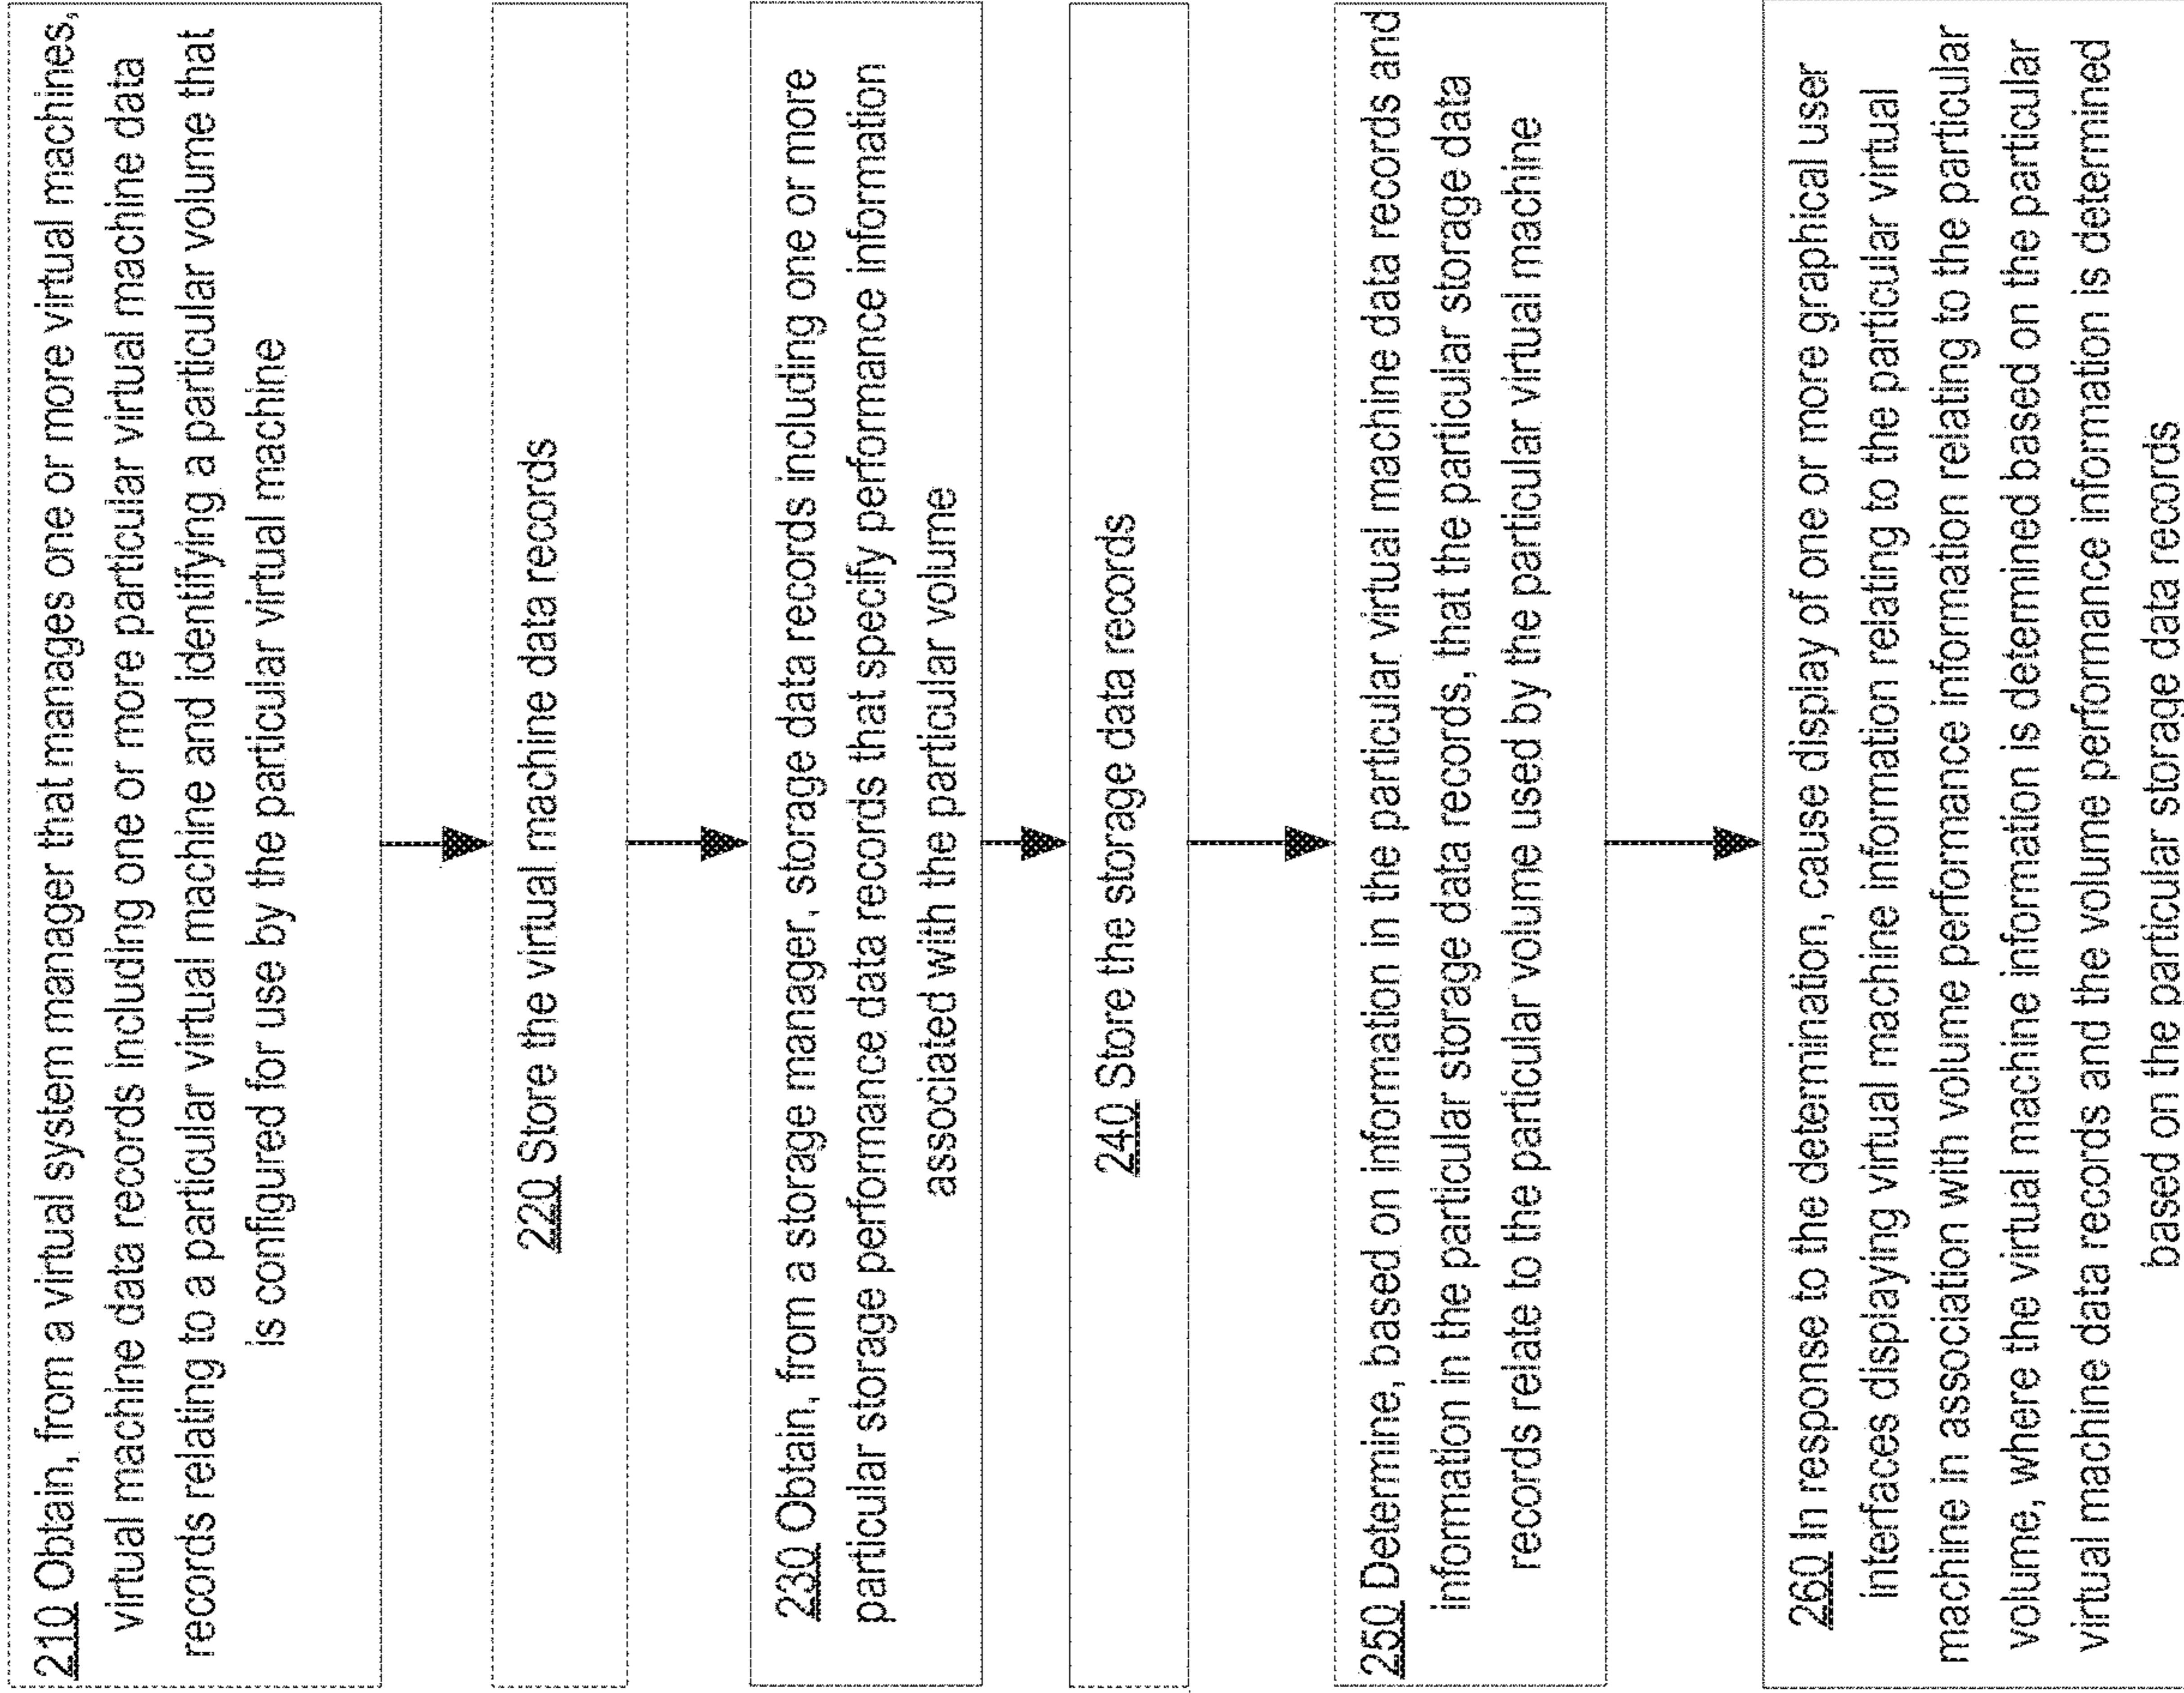 210 Obtain, from a virtual system manager that manages one or more virtual machines,
virtual machine data records including one or more particular virtual machine data
records relating to a particular virtual machine and identifying a particular volume that
is configured for use by the particular virtual machine
220 Store the virtual machine data records
230 Obtain, from a storage manager, storage data records including one or more
particular storage performance data records that specify performance information
associated with the particular volume
240 Store the storage data records
250 Determine, based on information in the particular virtual machine data records and
information in the particular storage data records, that the particular storage data
records relate to the particular volume used by the particular virtual machine
260 In response to the determination, cause display of one or more graphical user
interfaces displaying virtual machine information relating to the particular virtual
machine in association with volume performance information relating to the particular
volume, where the virtual machine information is determined based on the particular
virtual machine data records and the volume performance information is determined
based on the particular storage data records